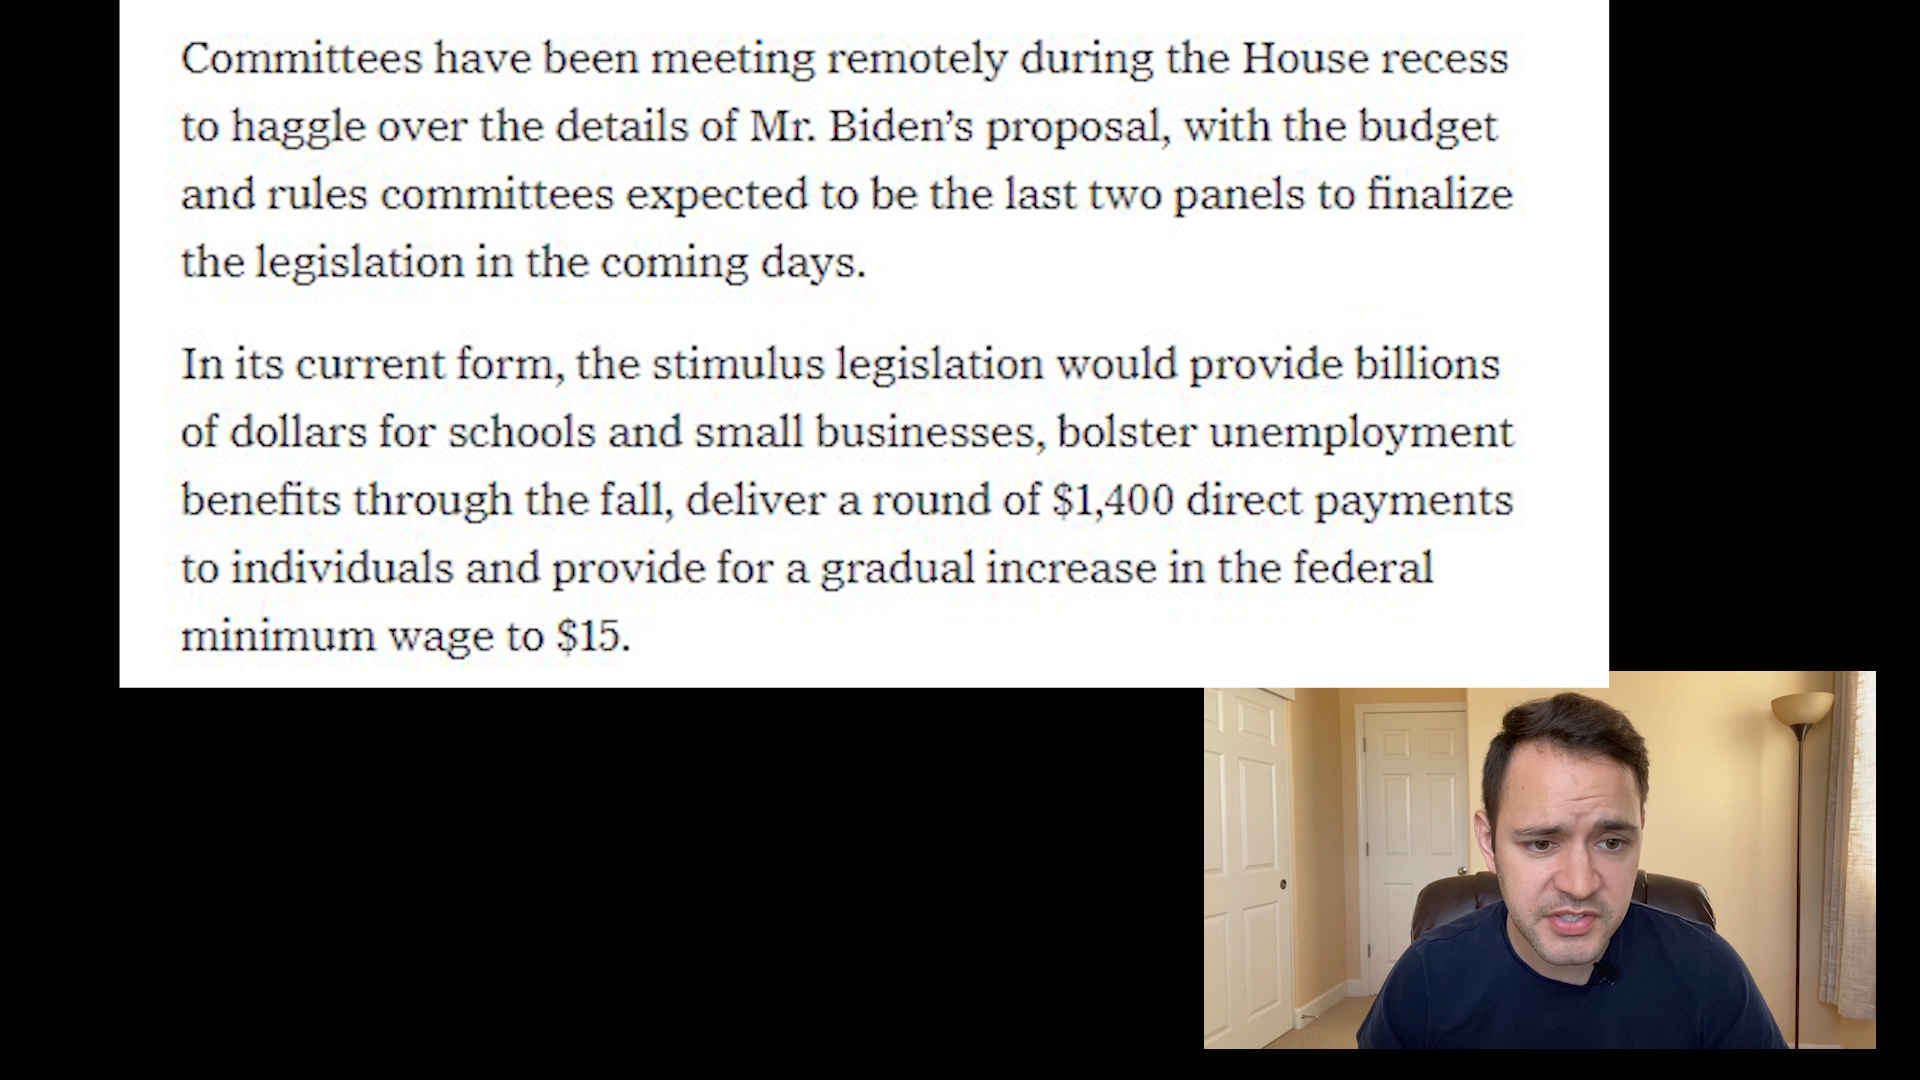 Committees have been meeting remotely during the House recess
to haggle over the details of Mr. Biden’s proposal, with the budget
and rules committees expected to be the last two panels to finalize
the legislation in the coming days.
In its current form, the stimulus legislation would provide billions
of dollars for schools and small businesses, bolster unemployment
benefits through the fall, deliver a round of $1,400 direct payments
to individuals and provide for a gradual increase in the federal
minimum wage to $15.